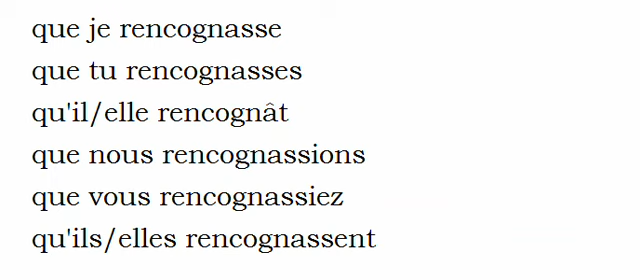 que je rencognasse
que tu rencognasses
qu'il/elle rencognât
que nous rencognassions
que vous rencognassiez
qu'ils/elles rencognassent